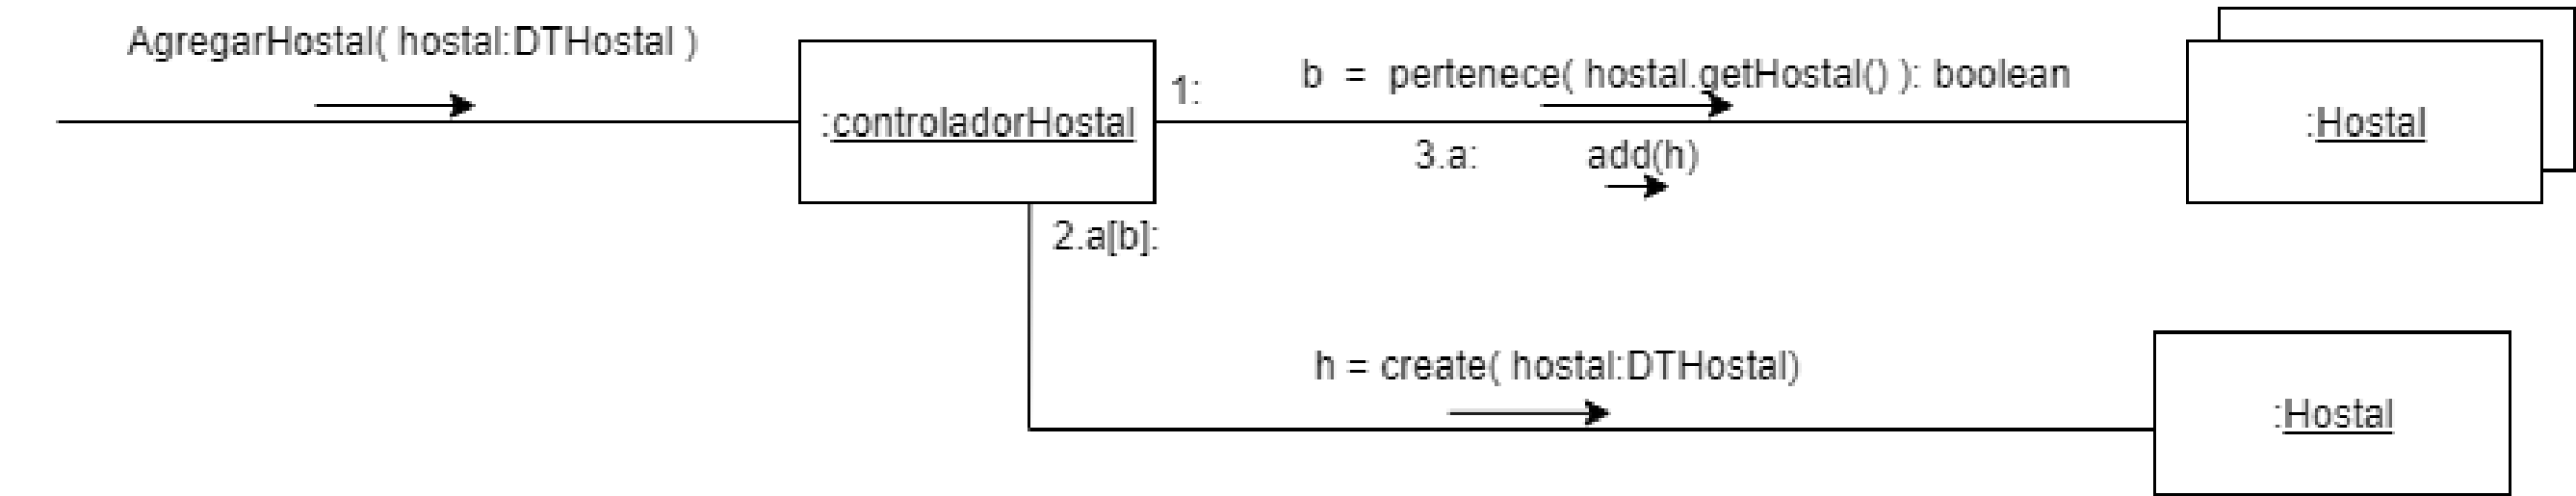 AgregarHostal( hostal:DTHostal )
1: b = pertenece( hostal.getHostal() ): boolean
:controladorHostal
:Hostal
3.a: add(h)
2.a[b]:
h = create( hostal:DTHostal)
:Hostal